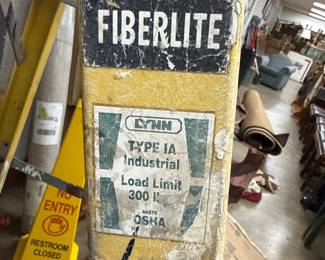 FIBERLITE
LYNN
TYPE IA
Industrial
Load Limit
300 l
MEETS
OSHA
NO
ENTRY
RESTROOM
CLOSED